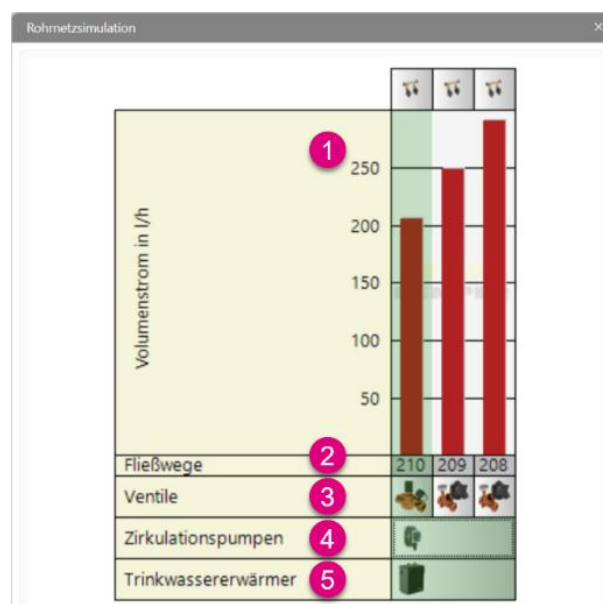 Rohrnetzsimulation
1
Volumenstrom in l/h
250
200
150
100
50
Fließwege 2 210 209 208
Ventile 3
Zirkulationspumpen 4
Trinkwassererwärmer 5